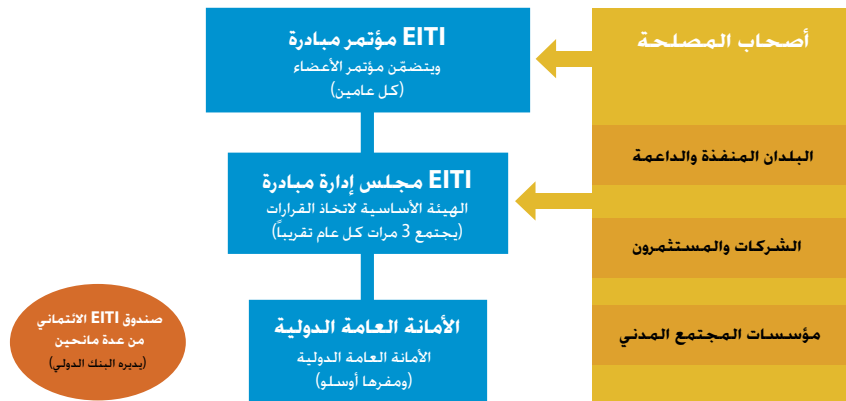 أصحاب المصلحة
البلدان المنفذة والداعمة
الشركات والمستثمرون
مؤسسات المجتمع المدني
مؤتمر مبادرة EITI
ويتضمّن مؤتمر الأعضاء
(كل عامين)
مجلس إدارة مبادرة EITI
الهيئة الأساسية لاتخاذ القرارات
(يجتمع 3 مرات كل عام تقريباً)
الأمانة العامة الدولية
الأمانة العامة الدولية
(ومفرها أوسلو)
صندوق EITI الائتماني
من عدة مانحين
(يديره البنك الدولي)